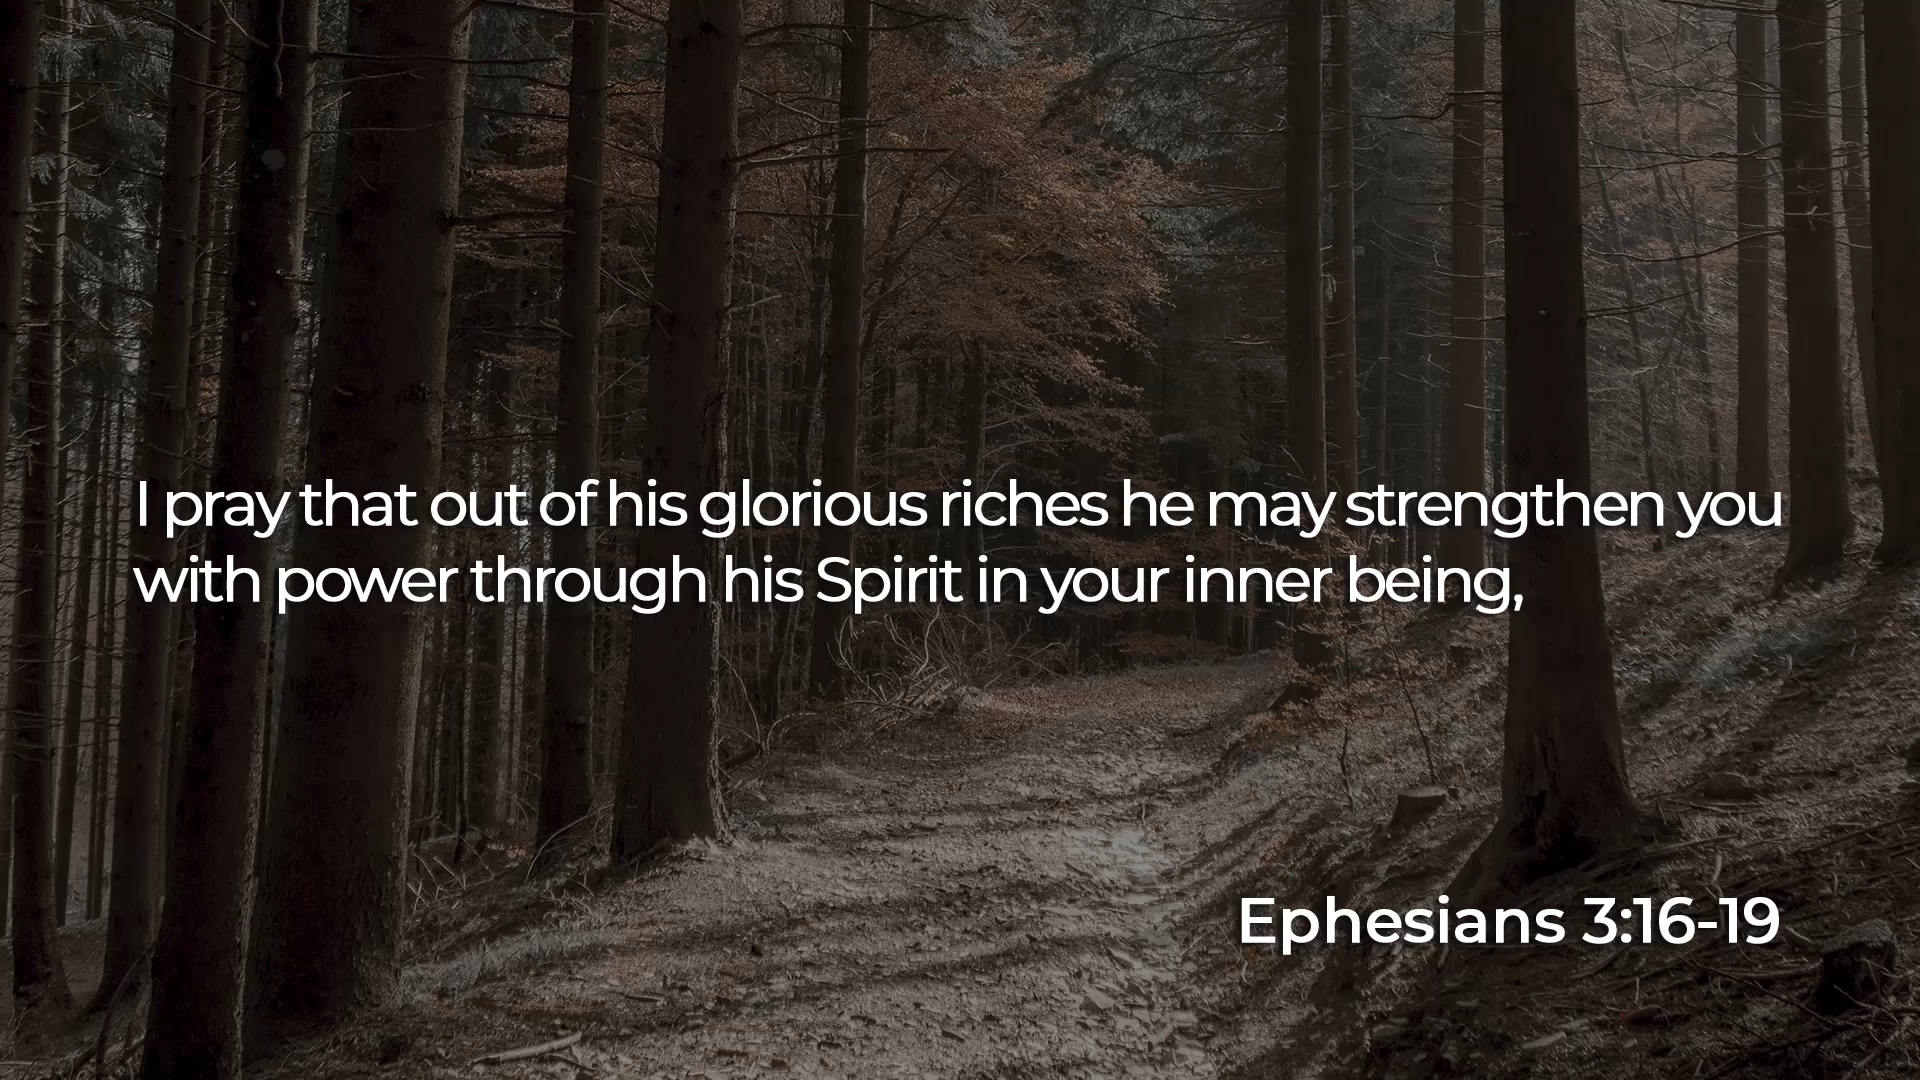 I pray that out of his glorious riches he may strengthen you
with power through his Spirit in your inner being,
Ephesians 3:16-19